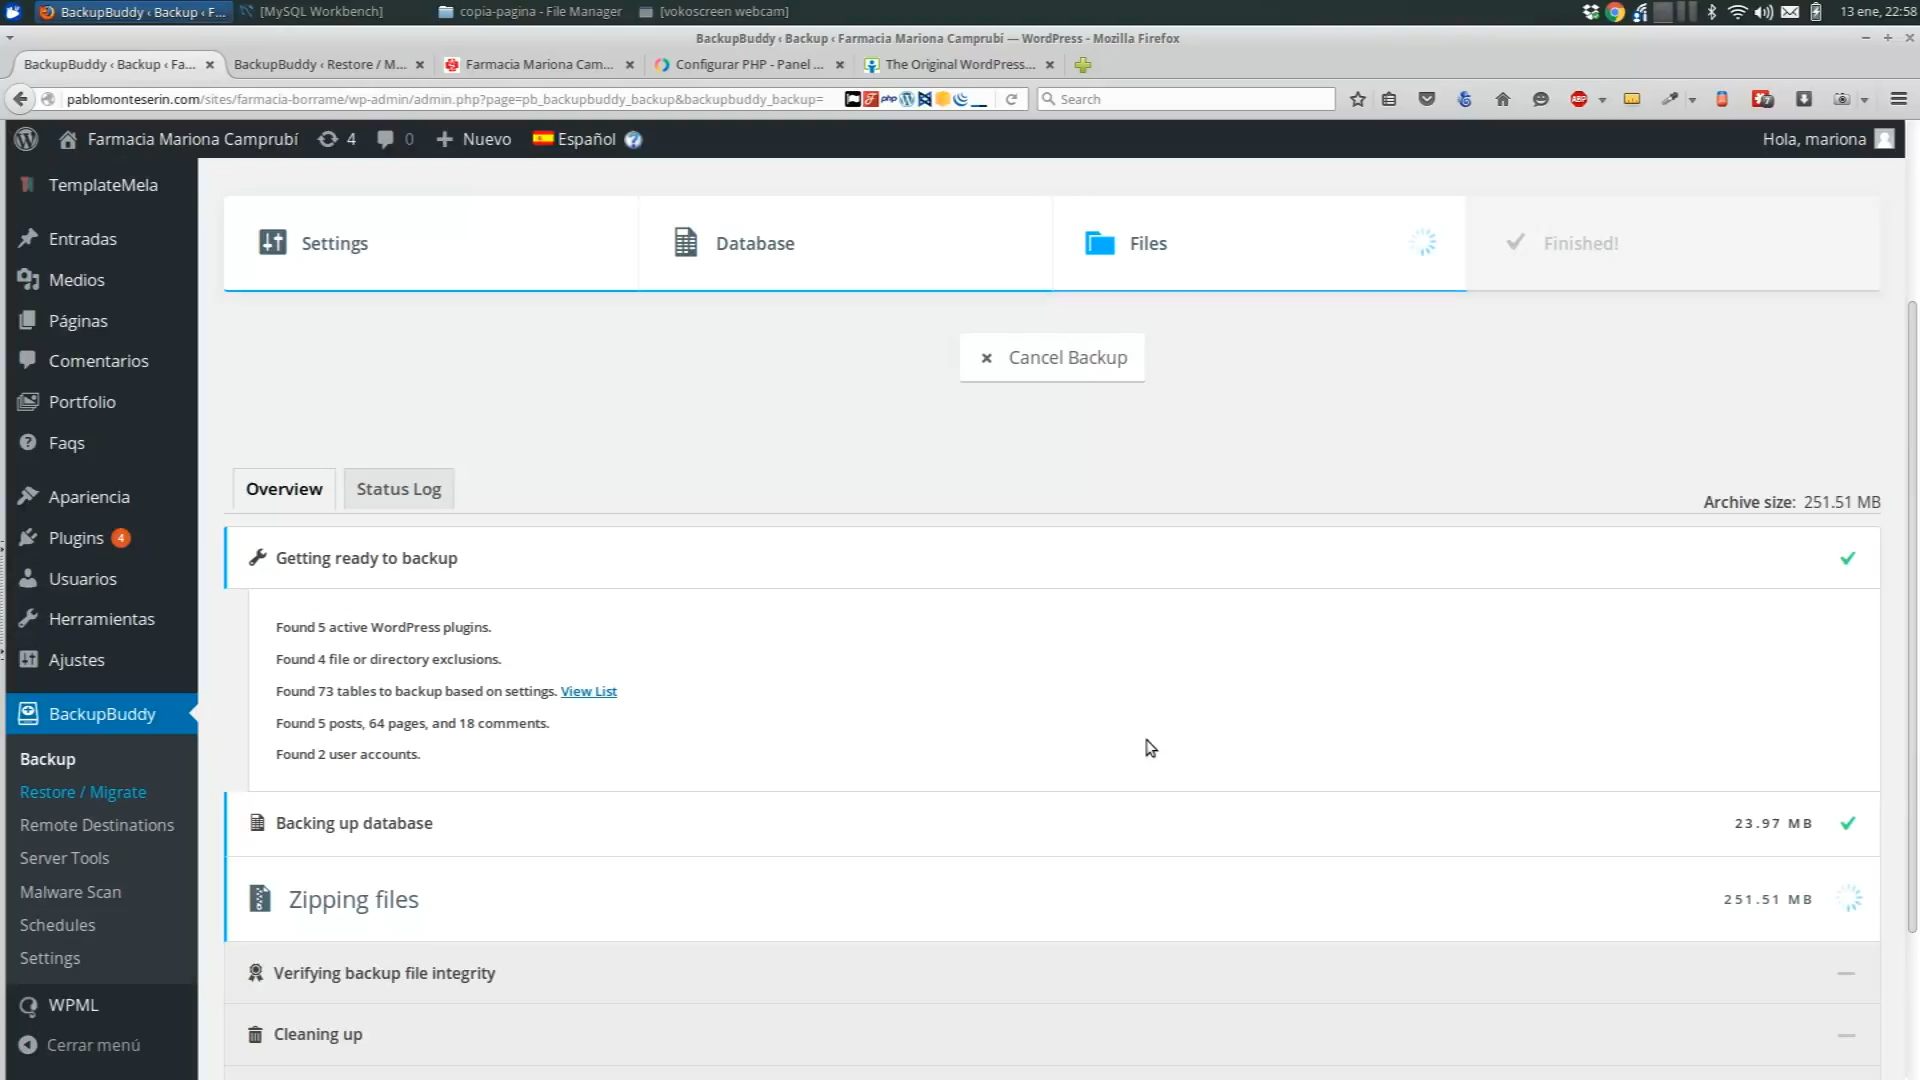 BackupBuddy ‹ Backup ‹ F...
[MySQL Workbench]
copia-pagina - File Manager
[vokoscreen webcam]
13 ene, 22:58
BackupBuddy ‹ Backup ‹ Farmacia Mariona Camprubí — WordPress - Mozilla Firefox
BackupBuddy ‹ Backup ‹ Fa...
BackupBuddy ‹ Restore / M...
Farmacia Mariona Cam...
Configurar PHP - Panel ...
The Original WordPress...
pablomonteserin.com/sites/farmacia-borrame/wp-admin/admin.php?page=pb_backupbuddy_backup&backupbuddy_backup=
php
Search
ABP
7
Farmacia Mariona Camprubí
4
0
Nuevo
Español
Hola, mariona
TemplateMela
Entradas
Medios
Páginas
Comentarios
Portfolio
Faqs
Apariencia
Plugins 4
Usuarios
Herramientas
Ajustes
BackupBuddy
Backup
Restore / Migrate
Remote Destinations
Server Tools
Malware Scan
Schedules
Settings
WPML
Cerrar menú
Settings
Database
Files
Finished!
Cancel Backup
Overview
Status Log
Archive size: 251.51 MB
Getting ready to backup
Found 5 active WordPress plugins.
Found 4 file or directory exclusions.
Found 73 tables to backup based on settings. View List
Found 5 posts, 64 pages, and 18 comments.
Found 2 user accounts.
Backing up database
23.97 MB
Zipping files
251.51 MB
Verifying backup file integrity
Cleaning up